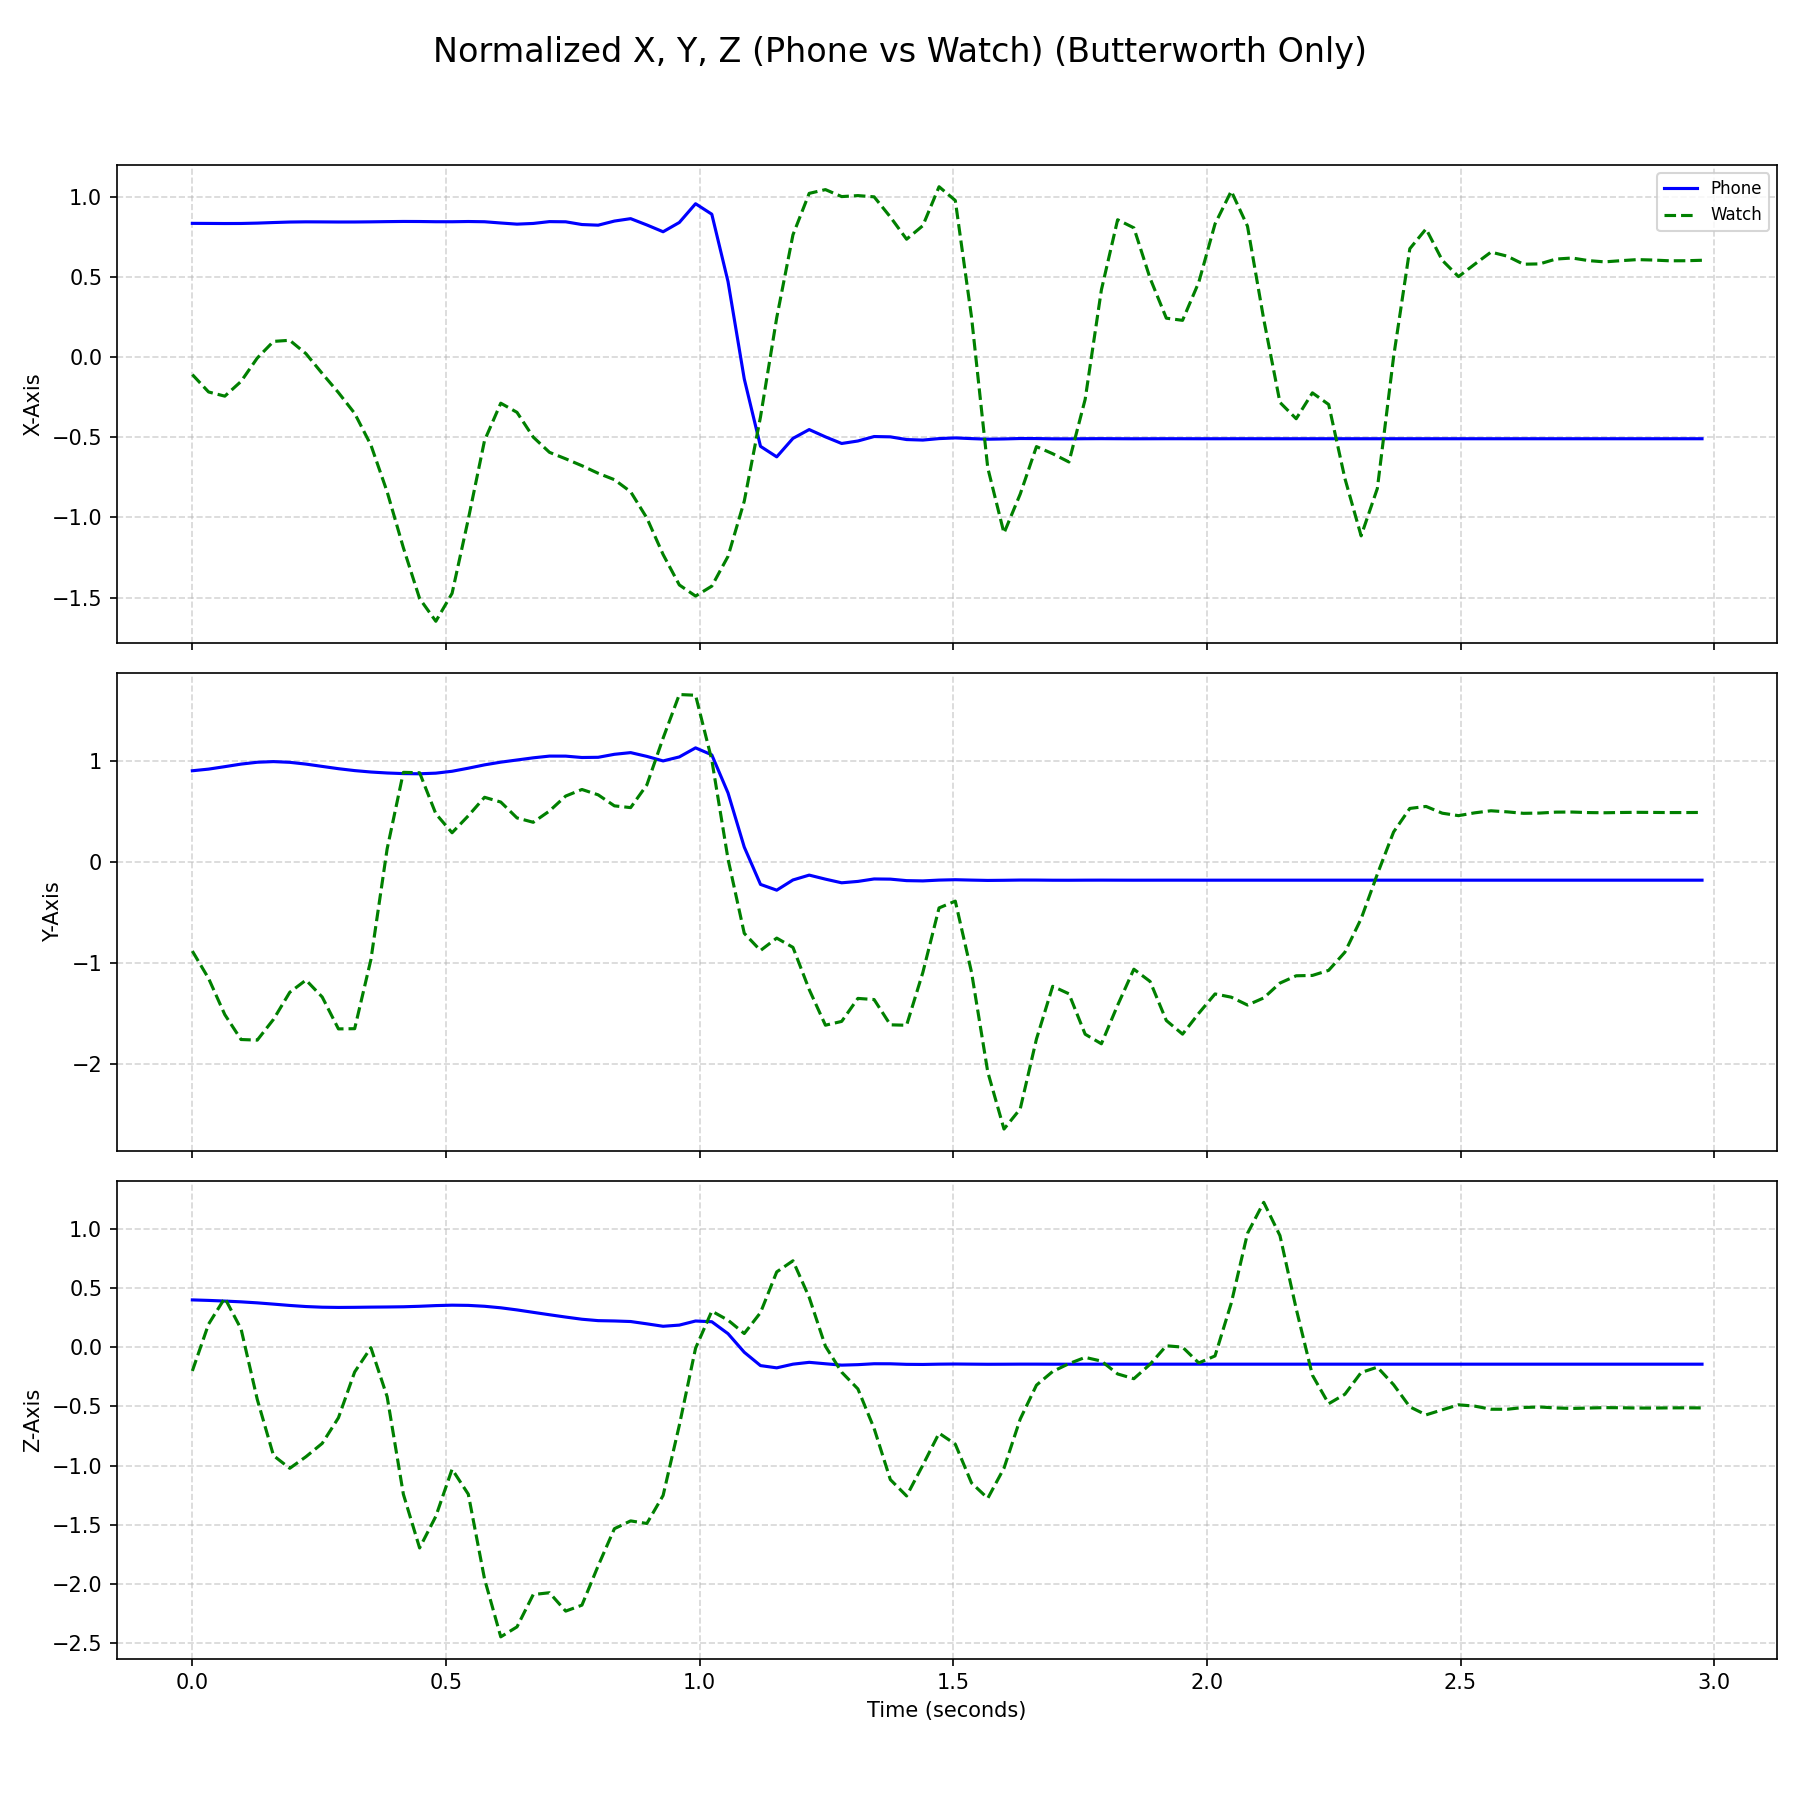 Normalized X, Y, Z (Phone vs Watch) (Butterworth Only)
Phone
Watch
1.0
0.5
0.0
−0.5
−1.0
−1.5
X-Axis
1
0
−1
−2
Y-Axis
1.0
0.5
0.0
−0.5
−1.0
−1.5
−2.0
−2.5
Z-Axis
0.0 0.5 1.0 1.5 2.0 2.5 3.0
Time (seconds)